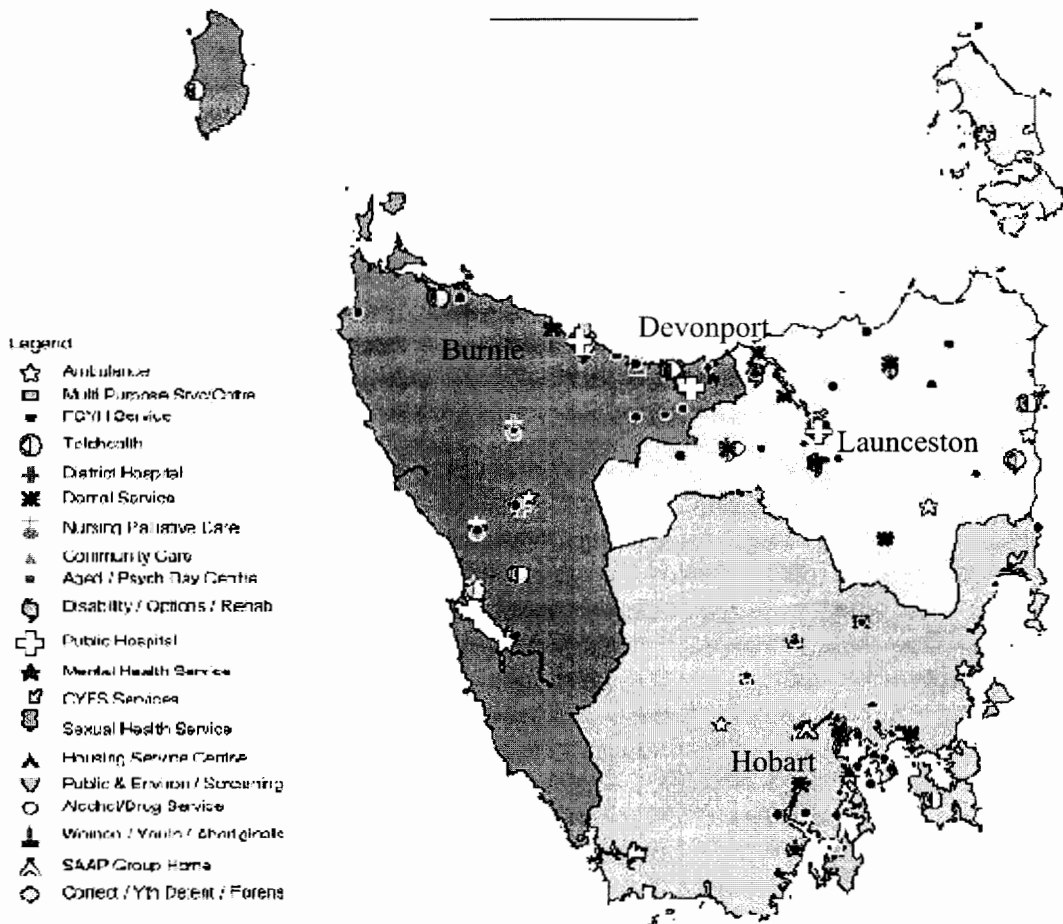 Devonport
Burnie
Launceston
Hobart
Legend
Ambulance
Multi Purpose Srvc/Cntre
FCYH Service
Telehealth
District Hospital
Dental Service
Nursing Palliative Care
Community Care
Aged / Psych Day Centre
Disability / Options / Rehab
Public Hospital
Mental Health Service
CYFS Services
Sexual Health Service
Housing Service Centre
Public & Environ / Screening
Alcohol/Drug Service
Women / Youth / Aboriginals
SAAP Group Home
Correct / Yth Detent / Forens